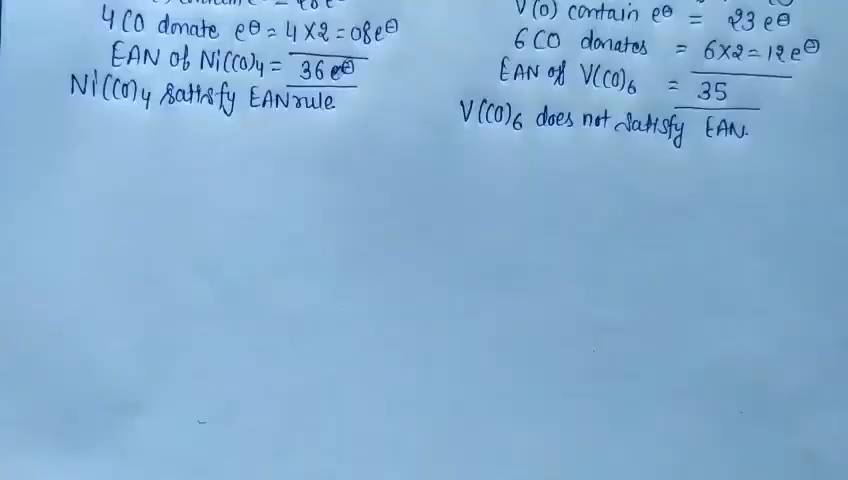 4 CO donate e⊖ = 4×2 = 08e⊖
EAN of Ni(CO)4 = 36 e⊖
Ni(CO)4 satisfy EAN rule
V(0) contain e⊖ = 23 e⊖
6 CO donates = 6×2 = 12 e⊖
EAN of V(CO)6 = 35
V(CO)6 does not satisfy EAN.